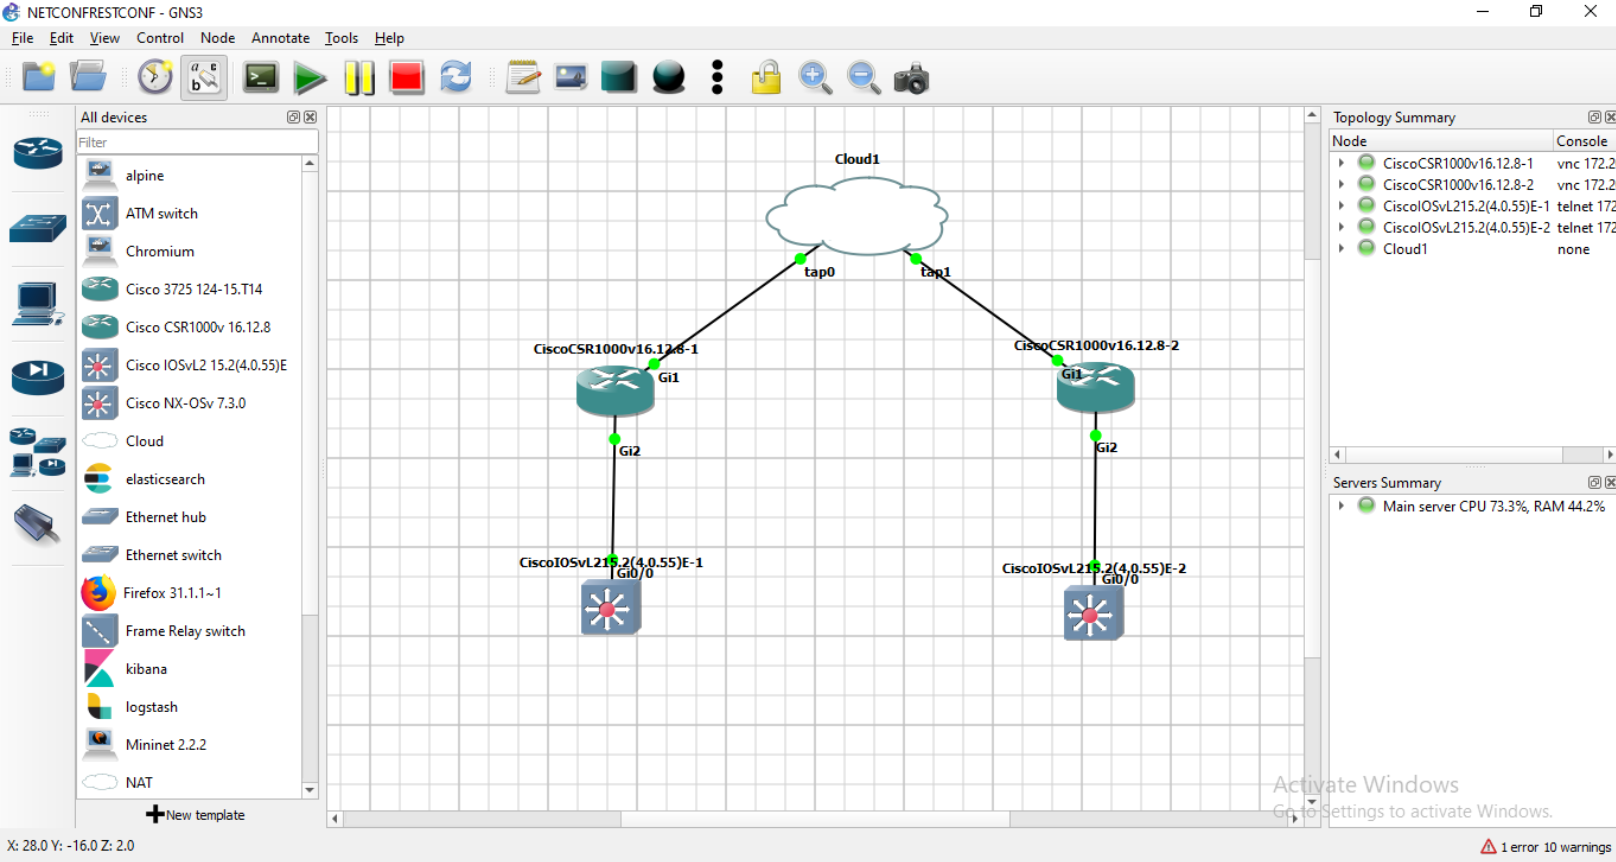 NETCONFRESTCONF - GNS3
File Edit View Control Node Annotate Tools Help
All devices
Filter
alpine
ATM switch
Chromium
Cisco 3725 124-15.T14
Cisco CSR1000v 16.12.8
Cisco IOSvL2 15.2(4.0.55)E
Cisco NX-OSv 7.3.0
Cloud
elasticsearch
Ethernet hub
Ethernet switch
Firefox 31.1.1~1
Frame Relay switch
kibana
logstash
Mininet 2.2.2
NAT
New template
Cloud1
tap0
tap1
CiscoCSR1000v16.12.8-1
Gi1
Gi2
CiscoCSR1000v16.12.8-2
Gi1
Gi2
CiscoIOSvL215.2(4.0.55)E-1
Gi0/0
CiscoIOSvL215.2(4.0.55)E-2
Gi0/0
Topology Summary
Node Console
CiscoCSR1000v16.12.8-1 vnc 172.2
CiscoCSR1000v16.12.8-2 vnc 172.2
CiscoIOSvL215.2(4.0.55)E-1 telnet 172
CiscoIOSvL215.2(4.0.55)E-2 telnet 172
Cloud1 none
Servers Summary
Main server CPU 73.3%, RAM 44.2%
Activate Windows
Go to Settings to activate Windows.
X: 28.0 Y: -16.0 Z: 2.0
1 error 10 warnings